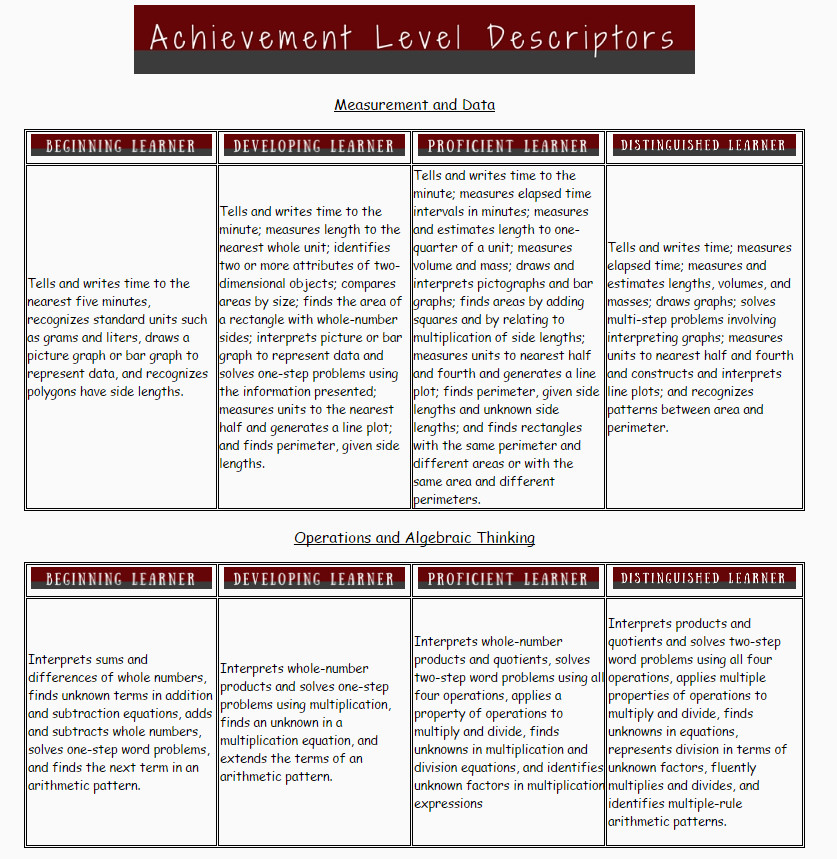 Achievement Level Descriptors
Measurement and Data
BEGINNING LEARNER
DEVELOPING LEARNER
PROFICIENT LEARNER
DISTINGUISHED LEARNER
Tells and writes time to the
nearest five minutes,
recognizes standard units such
as grams and liters, draws a
picture graph or bar graph to
represent data, and recognizes
polygons have side lengths.
Tells and writes time to the
minute; measures length to the
nearest whole unit; identifies
two or more attributes of two-
dimensional objects; compares
areas by size; finds the area of
a rectangle with whole-number
sides; interprets picture or bar
graph to represent data and
solves one-step problems using
the information presented;
measures units to the nearest
half and generates a line plot;
and finds perimeter, given side
lengths.
Tells and writes time to the
minute; measures elapsed time
intervals in minutes; measures
and estimates length to one-
quarter of a unit; measures
volume and mass; draws and
interprets pictographs and bar
graphs; finds areas by adding
squares and by relating to
multiplication of side lengths;
measures units to nearest half
and fourth and generates a line
plot; finds perimeter, given side
lengths and unknown side
lengths; and finds rectangles
with the same perimeter and
different areas or with the
same area and different
perimeters.
Tells and writes time; measures
elapsed time; measures and
estimates lengths, volumes, and
masses; draws graphs; solves
multi-step problems involving
interpreting graphs; measures
units to nearest half and fourth
and constructs and interprets
line plots; and recognizes
patterns between area and
perimeter.
Operations and Algebraic Thinking
BEGINNING LEARNER
DEVELOPING LEARNER
PROFICIENT LEARNER
DISTINGUISHED LEARNER
Interprets sums and
differences of whole numbers,
finds unknown terms in addition
and subtraction equations, adds
and subtracts whole numbers,
solves one-step word problems,
and finds the next term in an
arithmetic pattern.
Interprets whole-number
products and solves one-step
problems using multiplication,
finds an unknown in a
multiplication equation, and
extends the terms of an
arithmetic pattern.
Interprets whole-number
products and quotients, solves
two-step word problems using all
four operations, applies a
property of operations to
multiply and divide, finds
unknowns in multiplication and
division equations, and identifies
unknown factors in multiplication
expressions
Interprets products and
quotients and solves two-step
word problems using all four
operations, applies multiple
properties of operations to
multiply and divide, finds
unknowns in equations,
represents division in terms of
unknown factors, fluently
multiplies and divides, and
identifies multiple-rule
arithmetic patterns.